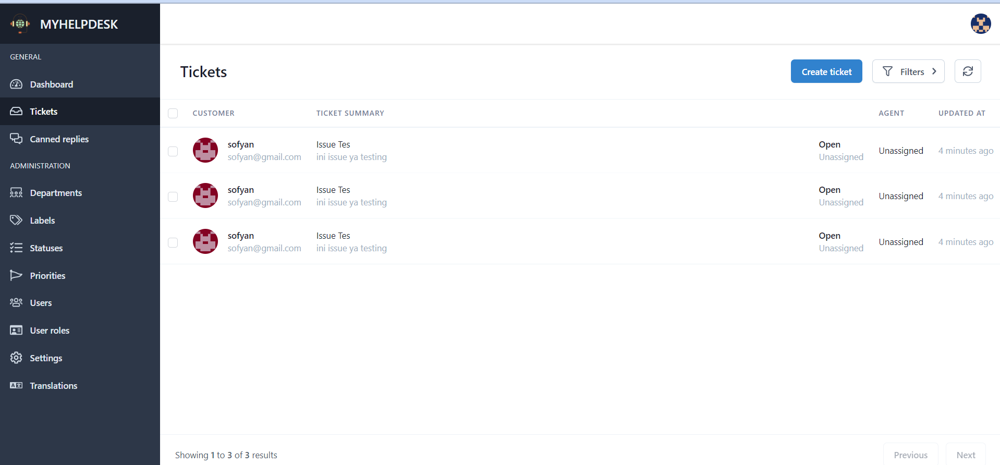 MYHELPDESK
GENERAL
Dashboard
Tickets
Canned replies
ADMINISTRATION
Departments
Labels
Statuses
Priorities
Users
User roles
Settings
Translations
Tickets
Create ticket
Filters
CUSTOMER TICKET SUMMARY AGENT UPDATED AT
sofyan Issue Tes Open
sofyan@gmail.com ini issue ya testing Unassigned Unassigned 4 minutes ago
sofyan Issue Tes Open
sofyan@gmail.com ini issue ya testing Unassigned Unassigned 4 minutes ago
sofyan Issue Tes Open
sofyan@gmail.com ini issue ya testing Unassigned Unassigned 4 minutes ago
Showing 1 to 3 of 3 results
Previous
Next